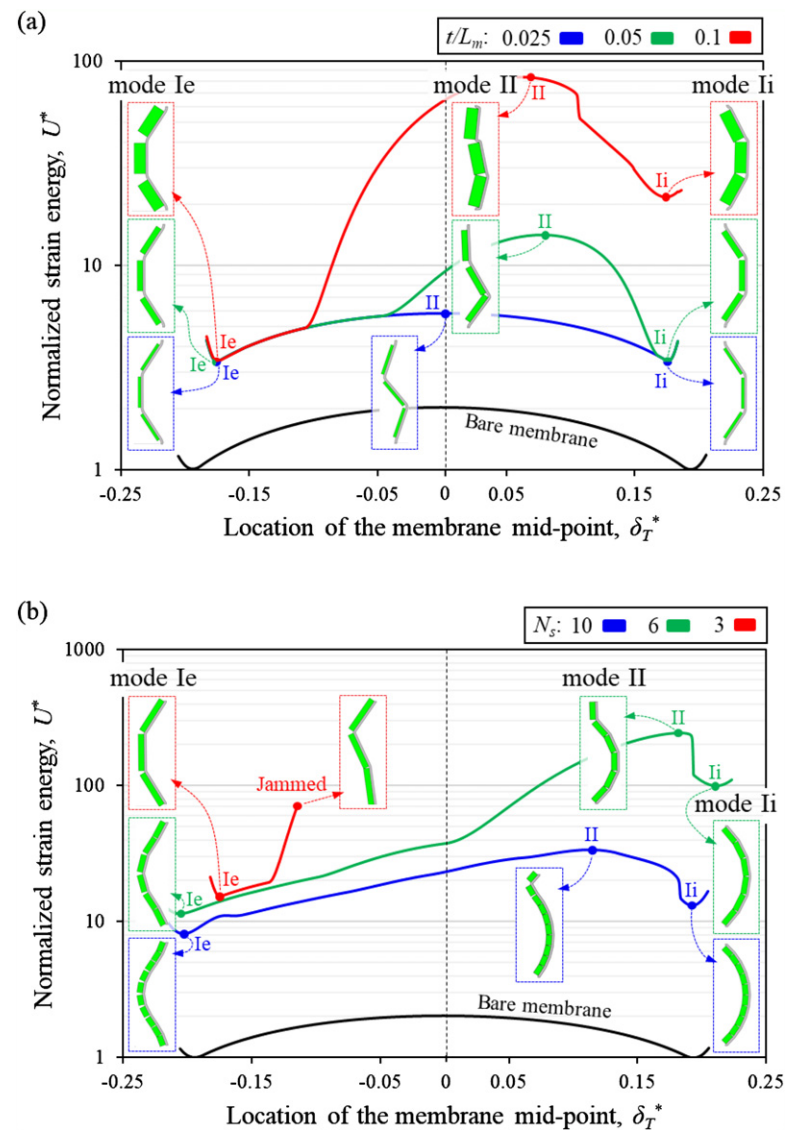 (a)
t/Lm: 0.025 0.05 0.1
100
mode Ie
mode II
mode Ii
II
Ii
II
10
II
Ie
Ie
Ie
Ii
Ii
Bare membrane
1
-0.25 -0.15 -0.05 0 0.05 0.15 0.25
Normalized strain energy, U*
Location of the membrane mid-point, δT*
(b)
Ns: 10 6 3
1000
mode Ie
mode II
II
Jammed
100
Ii
mode Ii
II
Ie
Ie
Ii
10
Ie
Bare membrane
1
-0.25 -0.15 -0.05 0 0.05 0.15 0.25
Normalized strain energy, U*
Location of the membrane mid-point, δT*